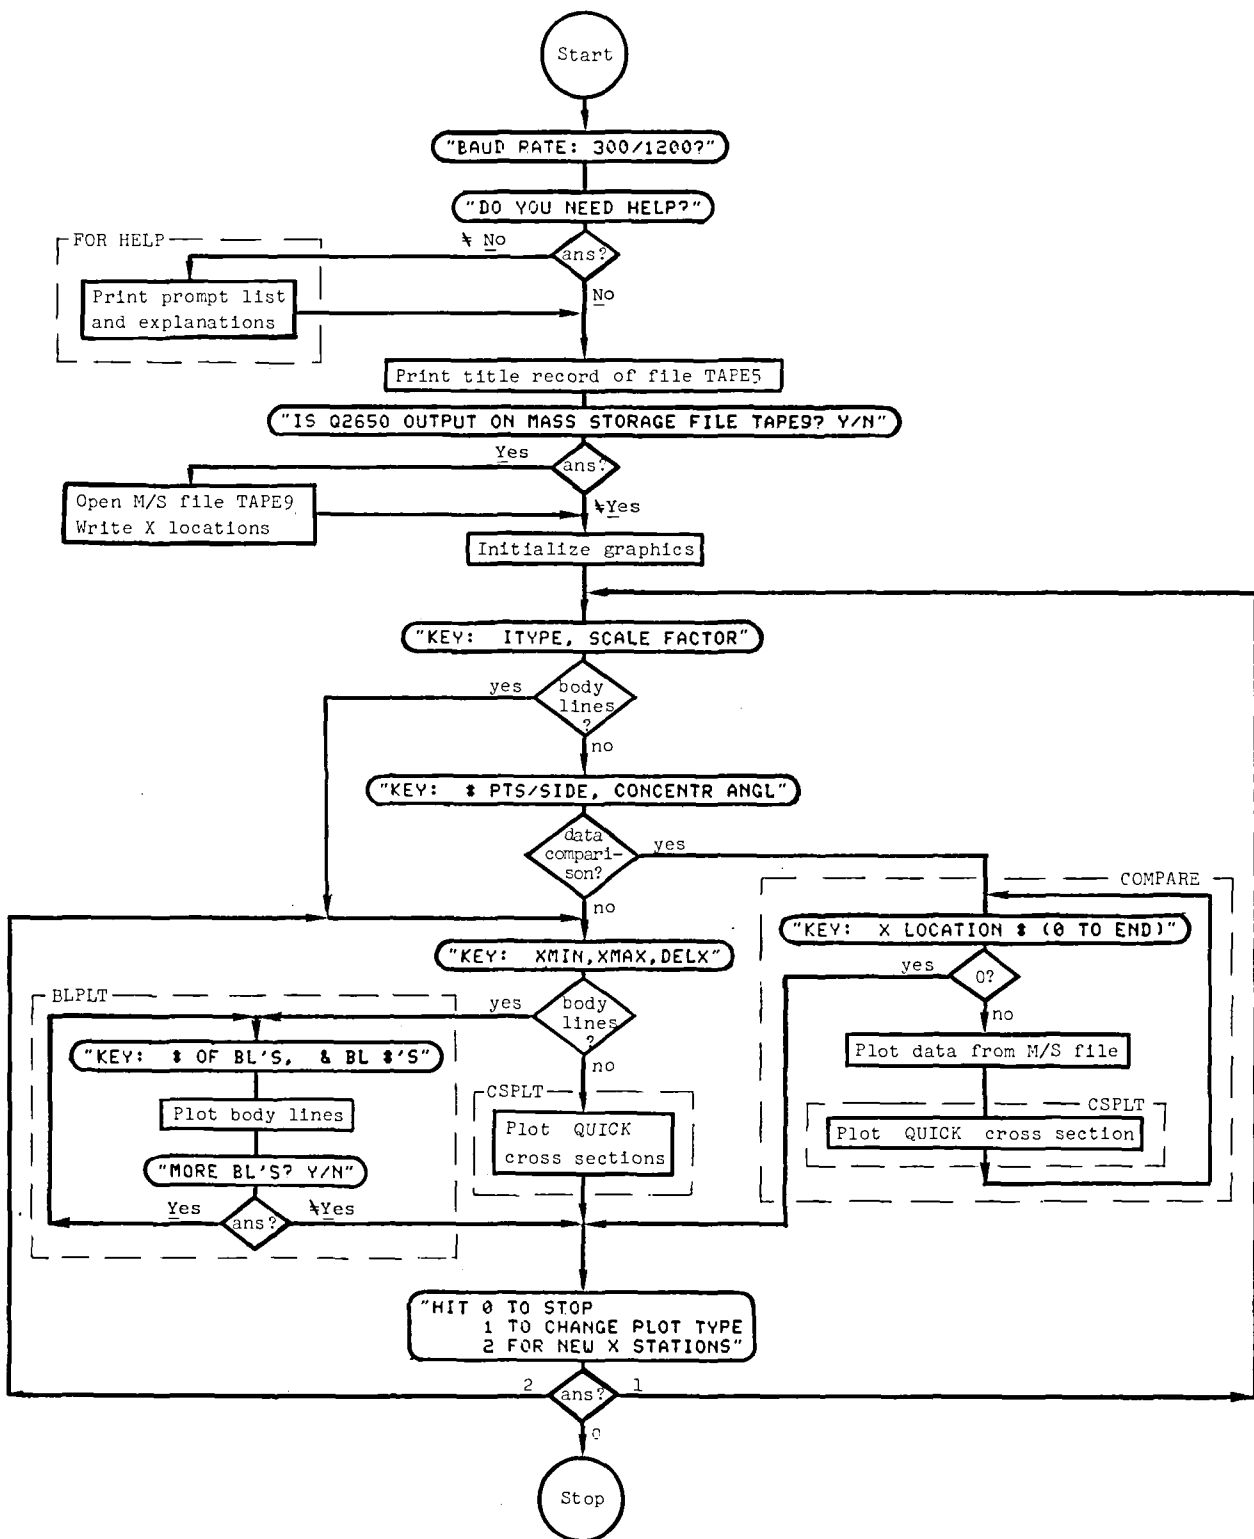 Start
"BAUD RATE: 300/1200?"
"DO YOU NEED HELP?"
FOR HELP
≠ No
ans?
No
Print prompt list
and explanations
Print title record of file TAPE5
"IS Q2650 OUTPUT ON MASS STORAGE FILE TAPE9? Y/N"
Yes
ans?
≠Yes
Open M/S file TAPE9
Write X locations
Initialize graphics
"KEY: ITYPE, SCALE FACTOR"
yes
body
lines
?
no
"KEY: # PTS/SIDE, CONCENTR ANGL"
data
compari-
son?
yes
no
COMPARE
"KEY: X LOCATION # (0 TO END)"
yes
0?
no
Plot data from M/S file
CSPLT
Plot QUICK cross section
"KEY: XMIN,XMAX,DELX"
BLPLT
yes
body
lines
?
no
"KEY: # OF BL'S, & BL #'S"
Plot body lines
"MORE BL'S? Y/N"
Yes
ans?
≠Yes
CSPLT
Plot QUICK
cross sections
"HIT 0 TO STOP
1 TO CHANGE PLOT TYPE
2 FOR NEW X STATIONS"
2
ans?
1
0
Stop